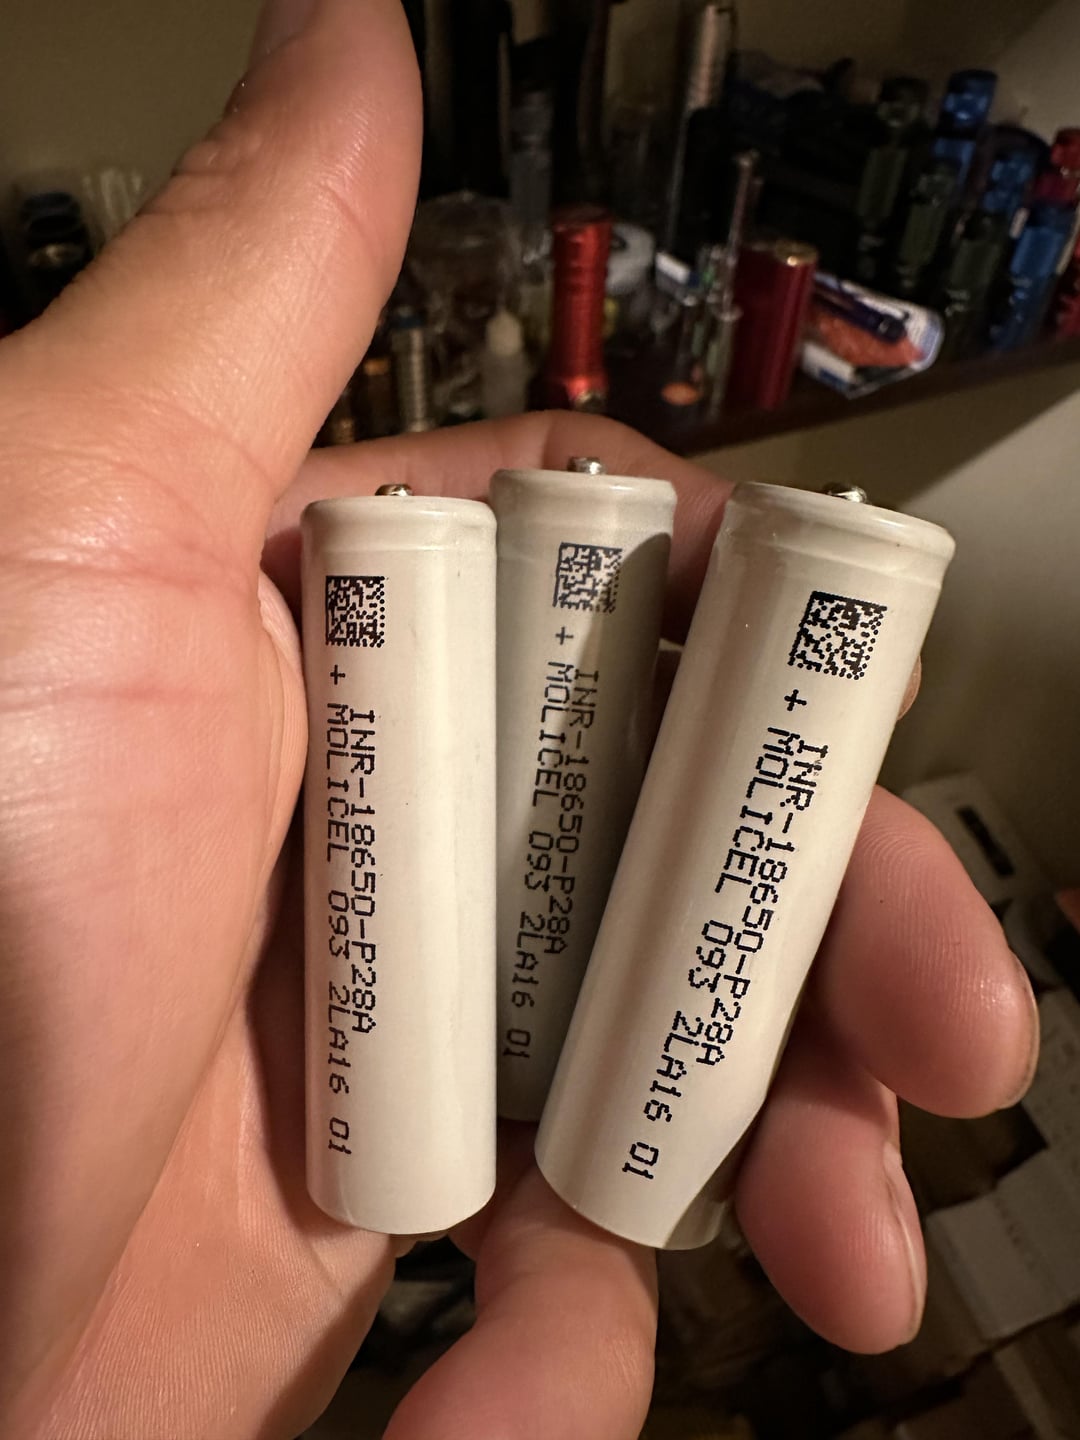 INR-18650-P28A
+ MOLICEL 093 2LA16 01
INR-18650-P28A
+ MOLICEL 093 2LA16 01
INR-18650-P28A
+ MOLICEL 093 2LA16 01